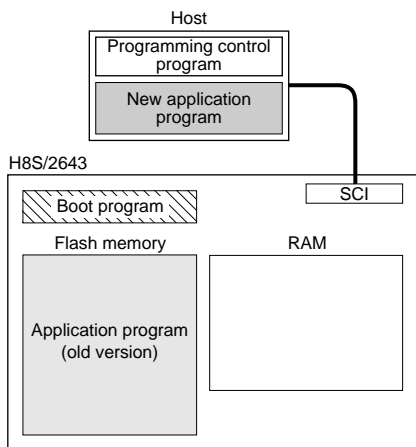 Host
Programming control
program
New application
program
H8S/2643
SCI
Boot program
Flash memory
RAM
Application program
(old version)